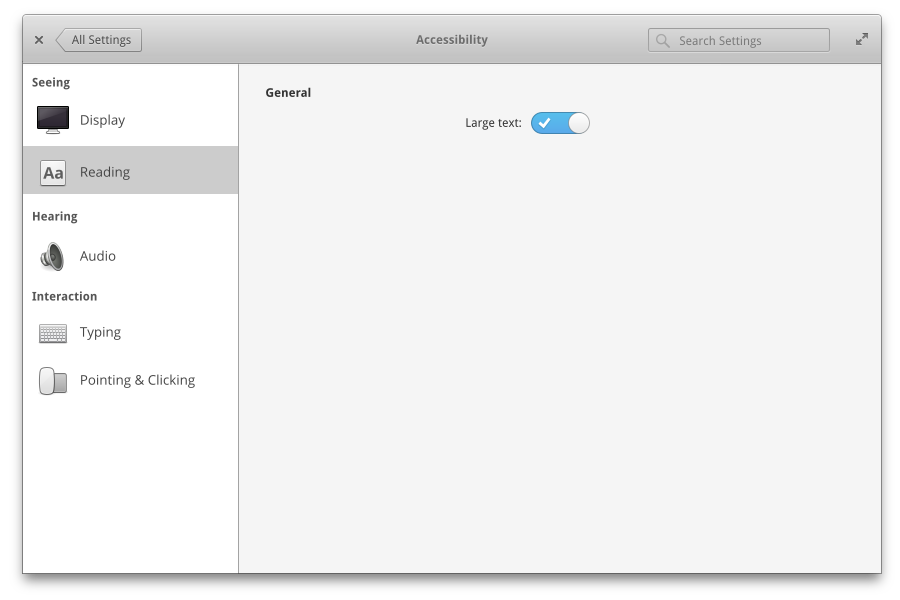 All Settings
Accessibility
Search Settings
Seeing
Display
Aa
Reading
Hearing
Audio
Interaction
Typing
Pointing & Clicking
General
Large text: